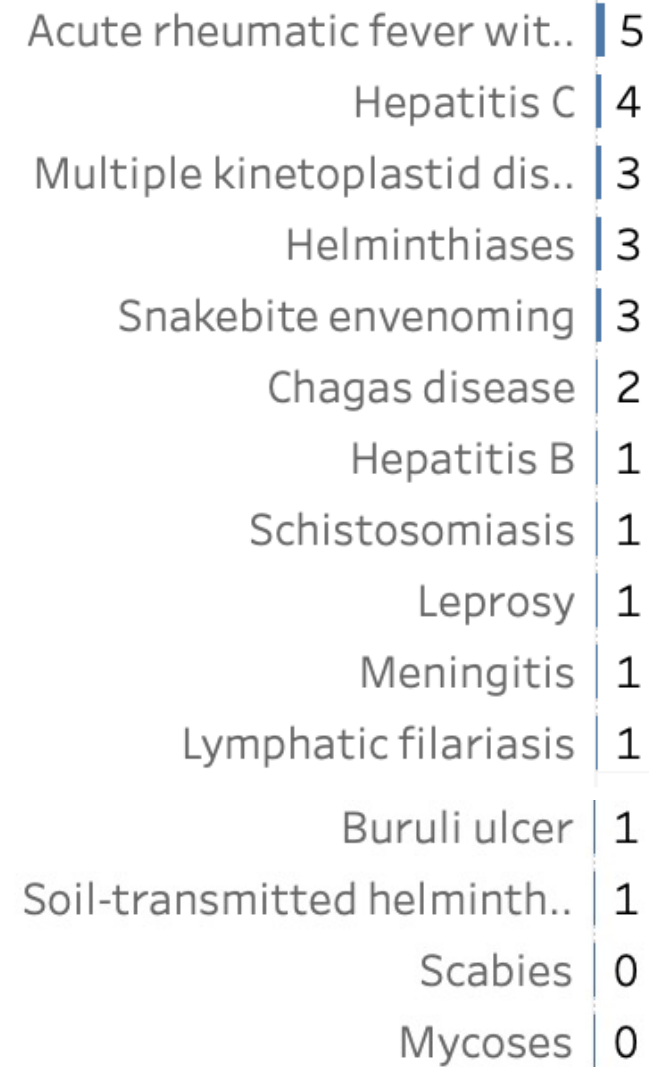 Acute rheumatic fever wit.. 5
Hepatitis C 4
Multiple kinetoplastid dis.. 3
Helminthiases 3
Snakebite envenoming 3
Chagas disease 2
Hepatitis B 1
Schistosomiasis 1
Leprosy 1
Meningitis 1
Lymphatic filariasis 1
Buruli ulcer 1
Soil-transmitted helminth.. 1
Scabies 0
Mycoses 0